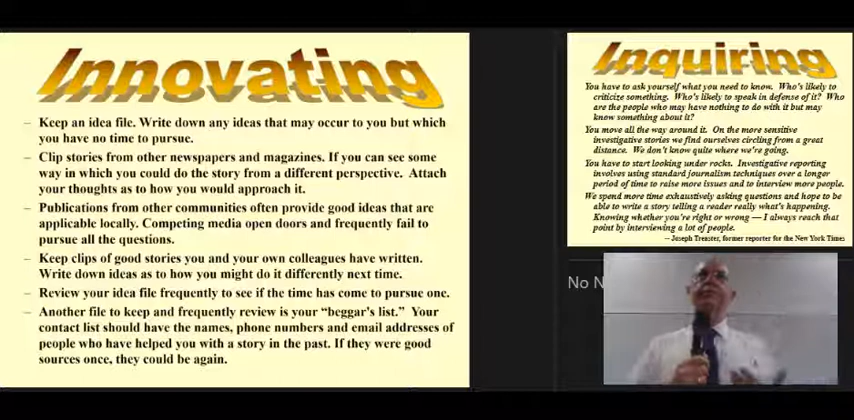 Innovating
– Keep an idea file. Write down any ideas that may occur to you but which
you have no time to pursue.
– Clip stories from other newspapers and magazines. If you can see some
way in which you could do the story from a different perspective. Attach
your thoughts as to how you would approach it.
– Publications from other communities often provide good ideas that are
applicable locally. Competing media open doors and frequently fail to
pursue all the questions.
– Keep clips of good stories you and your own colleagues have written.
Write down ideas as to how you might do it differently next time.
– Review your idea file frequently to see if the time has come to pursue one.
– Another file to keep and frequently review is your "beggar's list." Your
contact list should have the names, phone numbers and email addresses of
people who have helped you with a story in the past. If they were good
sources once, they could be again.
Inquiring
You have to ask yourself what you need to know. Who's likely to
criticize something. Who's likely to speak in defense of it? Who
are the people who may have nothing to do with it but may
know something about it?
You move all the way around it. On the more sensitive
investigative stories we find ourselves circling from a great
distance. We don't know quite where we're going.
You have to start looking under rocks. Investigative reporting
involves using standard journalism techniques over a longer
period of time to raise more issues and to interview more people.
We spend more time exhaustively asking questions and hope to be
able to write a story telling a reader really what's happening.
Knowing whether you're right or wrong — I always reach that
point by interviewing a lot of people.
-- Joseph Treaster, former reporter for the New York Times
No N